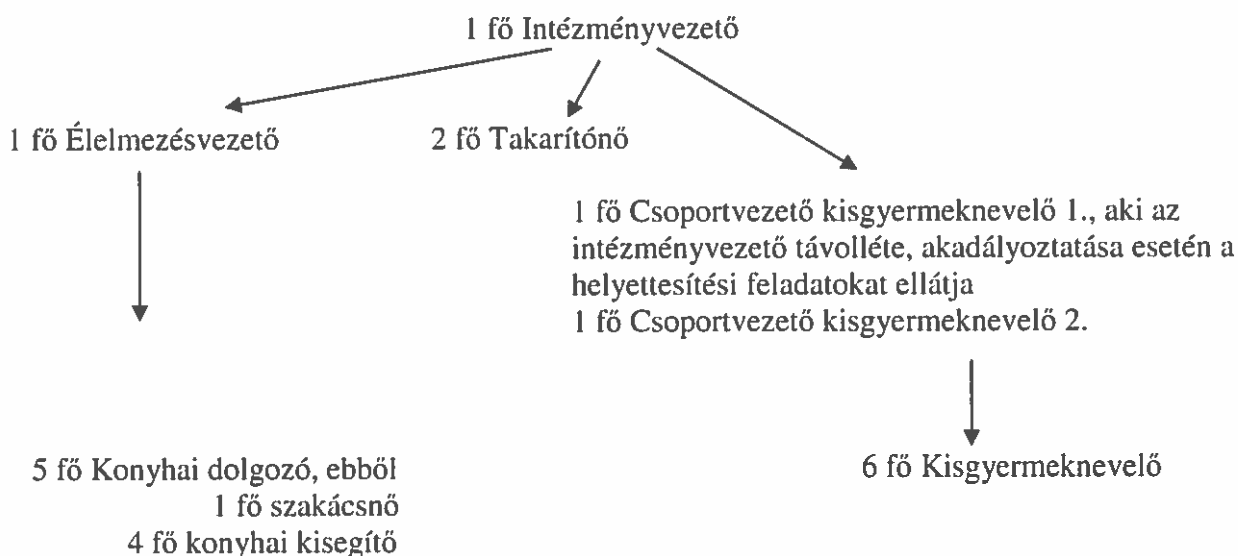 1 fő Intézményvezető
1 fő Élelmezésvezető
2 fő Takarítónő
1 fő Csoportvezető kisgyermeknevelő 1., aki az
intézményvezető távolléte, akadályoztatása esetén a
helyettesítési feladatokat ellátja
1 fő Csoportvezető kisgyermeknevelő 2.
5 fő Konyhai dolgozó, ebből
1 fő szakácsnő
4 fő konyhai kisegítő
6 fő Kisgyermeknevelő